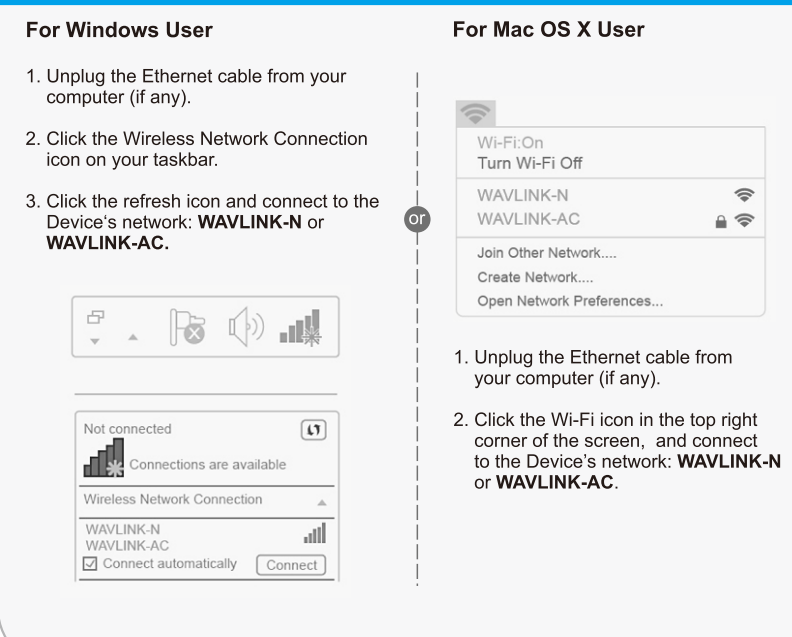 For Windows User
1. Unplug the Ethernet cable from your
computer (if any).
2. Click the Wireless Network Connection
icon on your taskbar.
3. Click the refresh icon and connect to the
Device‘s network: WAVLINK-N or
WAVLINK-AC.
Not connected
Connections are available
Wireless Network Connection
WAVLINK-N
WAVLINK-AC
Connect automatically
Connect
or
For Mac OS X User
Wi-Fi:On
Turn Wi-Fi Off
WAVLINK-N
WAVLINK-AC
Join Other Network....
Create Network....
Open Network Preferences...
1. Unplug the Ethernet cable from
your computer (if any).
2. Click the Wi-Fi icon in the top right
corner of the screen, and connect
to the Device’s network: WAVLINK-N
or WAVLINK-AC.